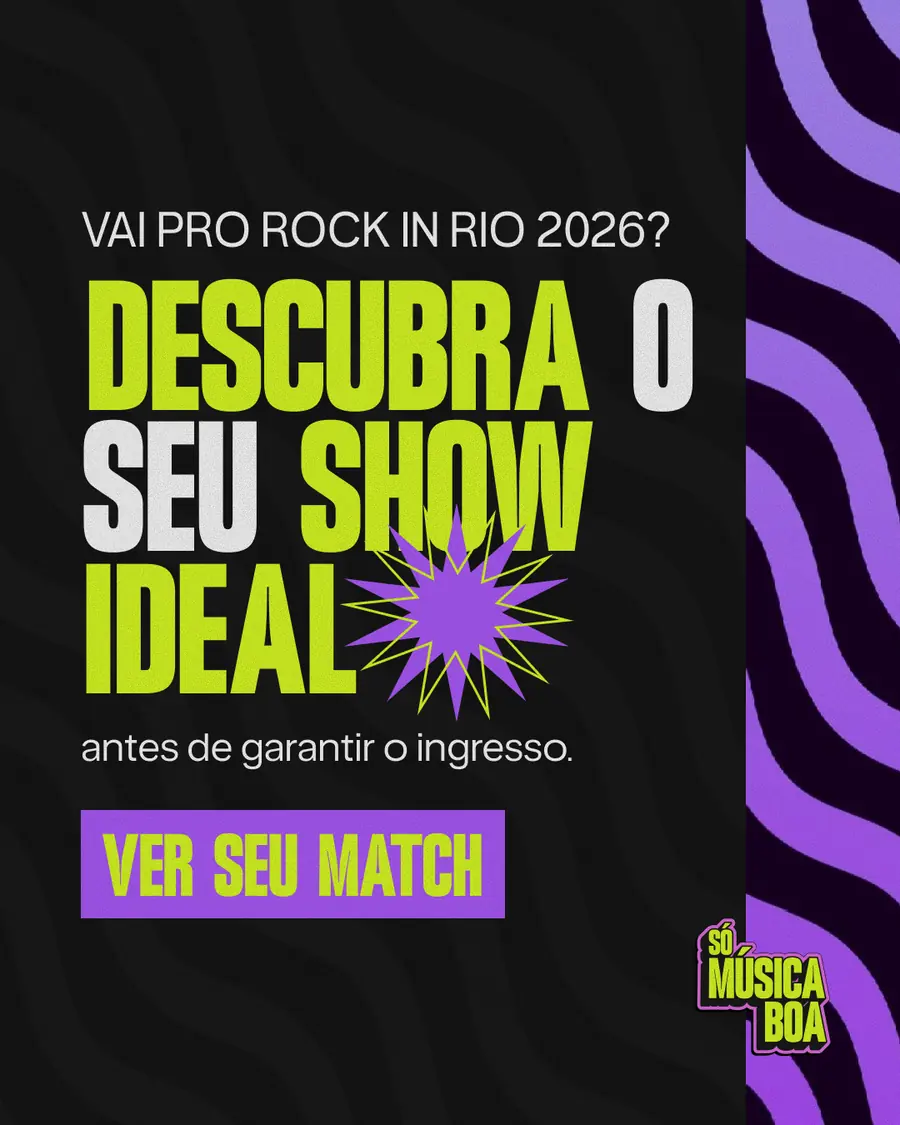 VAI PRO ROCK IN RIO 2026?
DESCUBRA O
SEU SHOW
IDEAL
antes de garantir o ingresso.
VER SEU MATCH
SÓ
MÚSICA
BOA